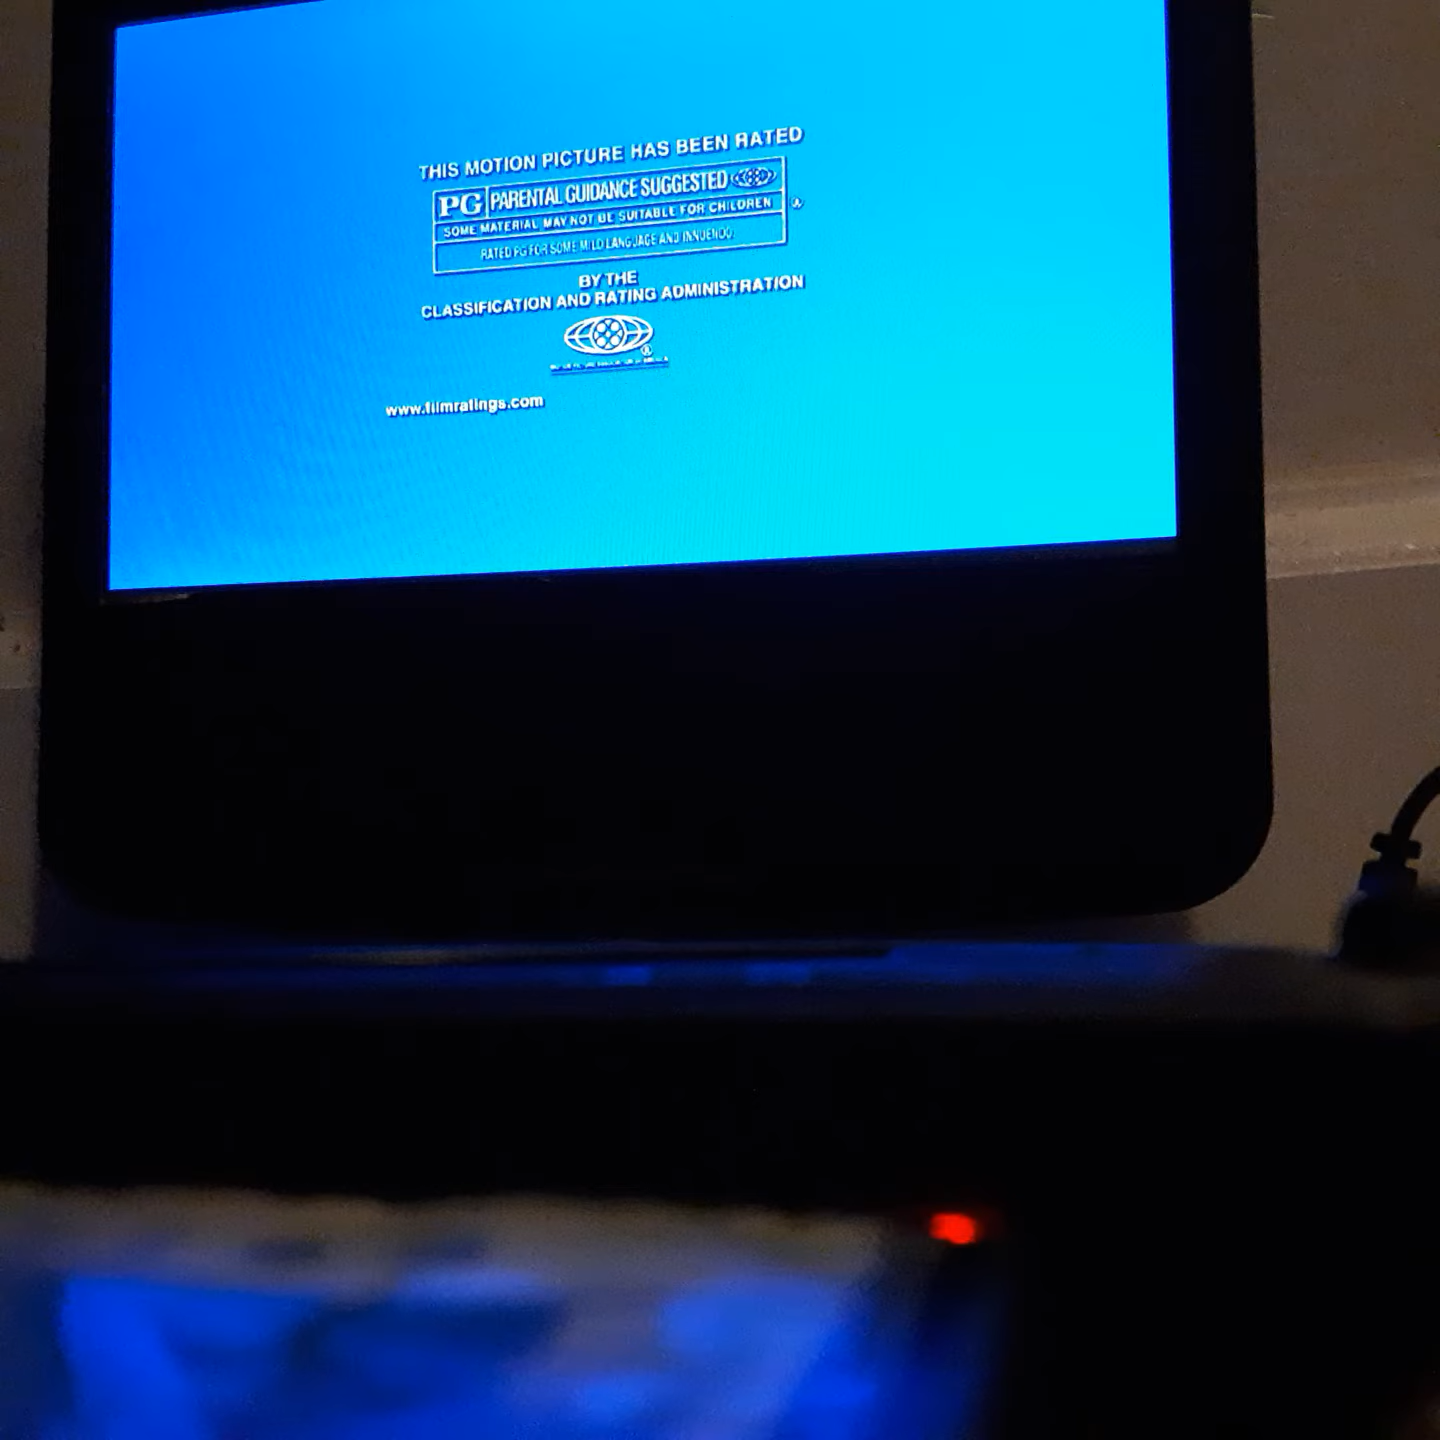 THIS MOTION PICTURE HAS BEEN RATED
PG PARENTAL GUIDANCE SUGGESTED
SOME MATERIAL MAY NOT BE SUITABLE FOR CHILDREN ®
RATED PG FOR SOME MILD LANGUAGE AND INNUENDO.
BY THE
CLASSIFICATION AND RATING ADMINISTRATION
®
www.filmratings.com